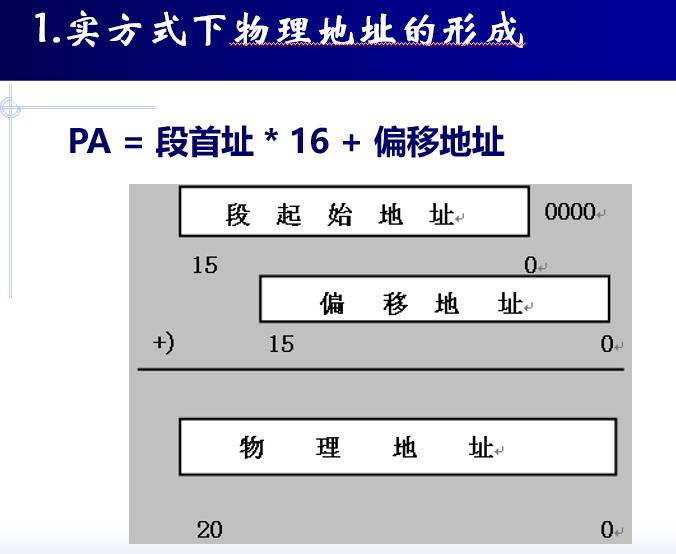 1.实方式下物理地址的形成
PA = 段首址 * 16 + 偏移地址
段 起 始 地 址↵ 0000↵
15 0↵
偏 移 地 址↵
+) 15 0↵
物 理 地 址↵
20 0↵